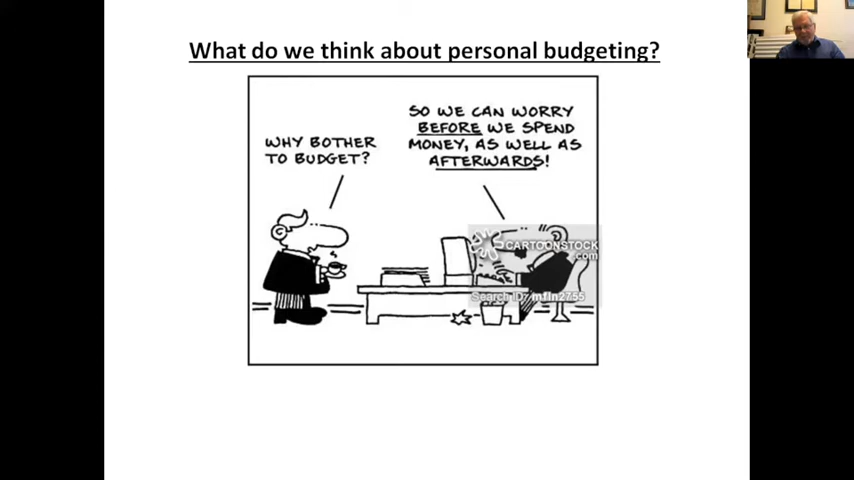 What do we think about personal budgeting?
WHY BOTHER
TO BUDGET?
SO WE CAN WORRY
BEFORE WE SPEND
MONEY, AS WELL AS
AFTERWARDS!
CARTOONSTOCK
.com
Search ID: mfln2755